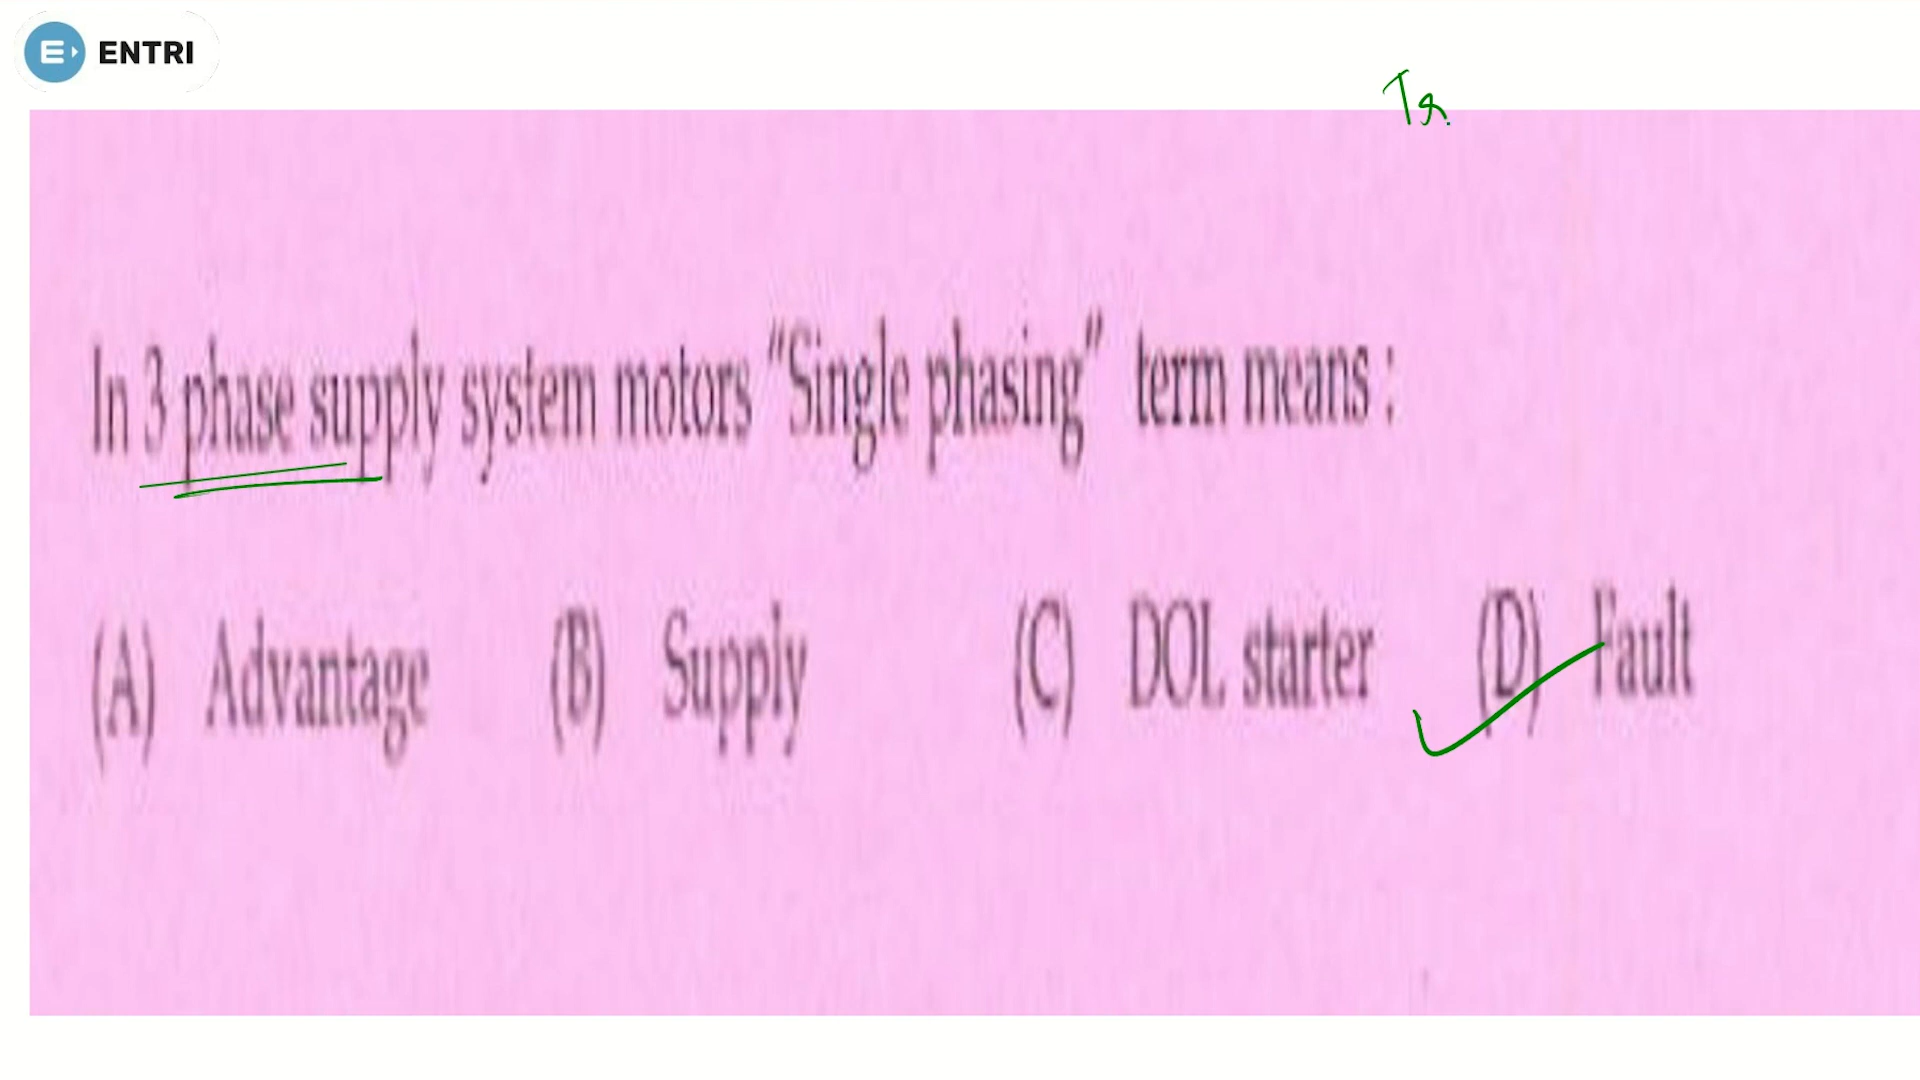 ENTRI
In 3 phase supply system motors “Single phasing” term means :
(A) Advantage (B) Supply (C) DOL starter (D) Fault